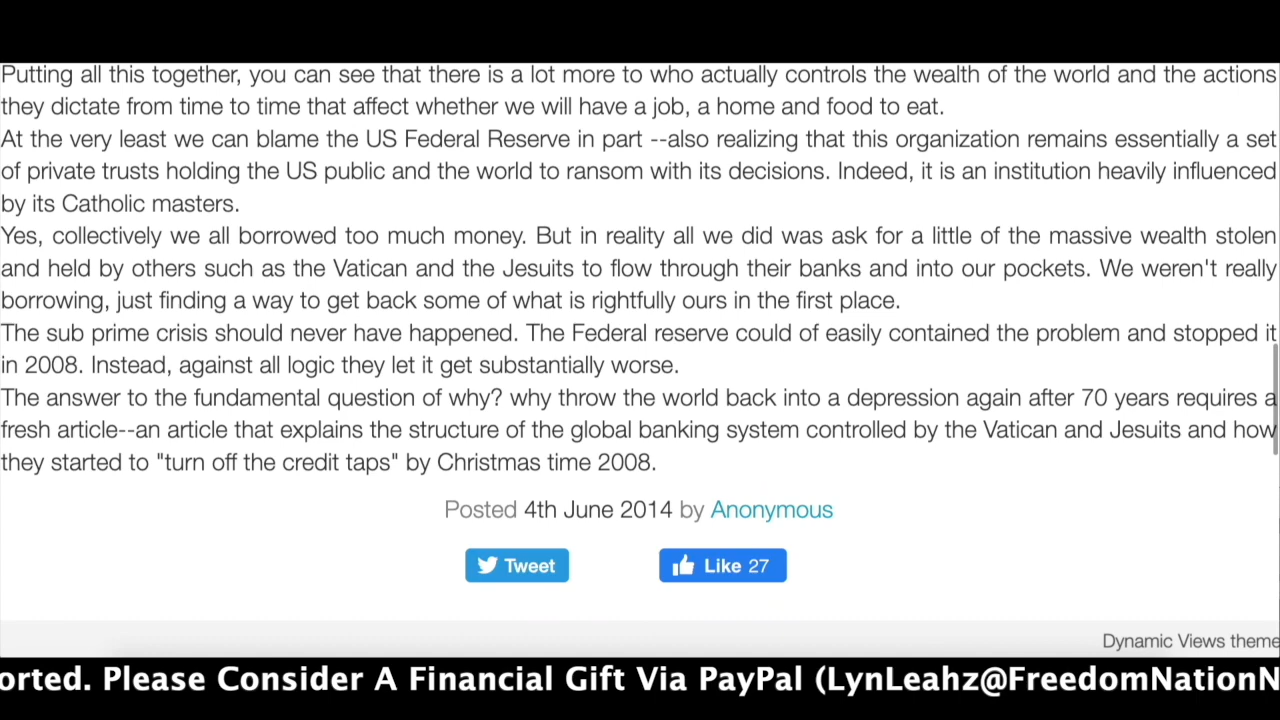 Putting all this together, you can see that there is a lot more to who actually controls the wealth of the world and the actions
they dictate from time to time that affect whether we will have a job, a home and food to eat.
At the very least we can blame the US Federal Reserve in part --also realizing that this organization remains essentially a set
of private trusts holding the US public and the world to ransom with its decisions. Indeed, it is an institution heavily influenced
by its Catholic masters.
Yes, collectively we all borrowed too much money. But in reality all we did was ask for a little of the massive wealth stolen
and held by others such as the Vatican and the Jesuits to flow through their banks and into our pockets. We weren't really
borrowing, just finding a way to get back some of what is rightfully ours in the first place.
The sub prime crisis should never have happened. The Federal reserve could of easily contained the problem and stopped it
in 2008. Instead, against all logic they let it get substantially worse.
The answer to the fundamental question of why? why throw the world back into a depression again after 70 years requires a
fresh article--an article that explains the structure of the global banking system controlled by the Vatican and Jesuits and how
they started to "turn off the credit taps" by Christmas time 2008.
Posted 4th June 2014 by Anonymous
Tweet
Like 27
Dynamic Views theme
orted. Please Consider A Financial Gift Via PayPal (LynLeahz@FreedomNationN